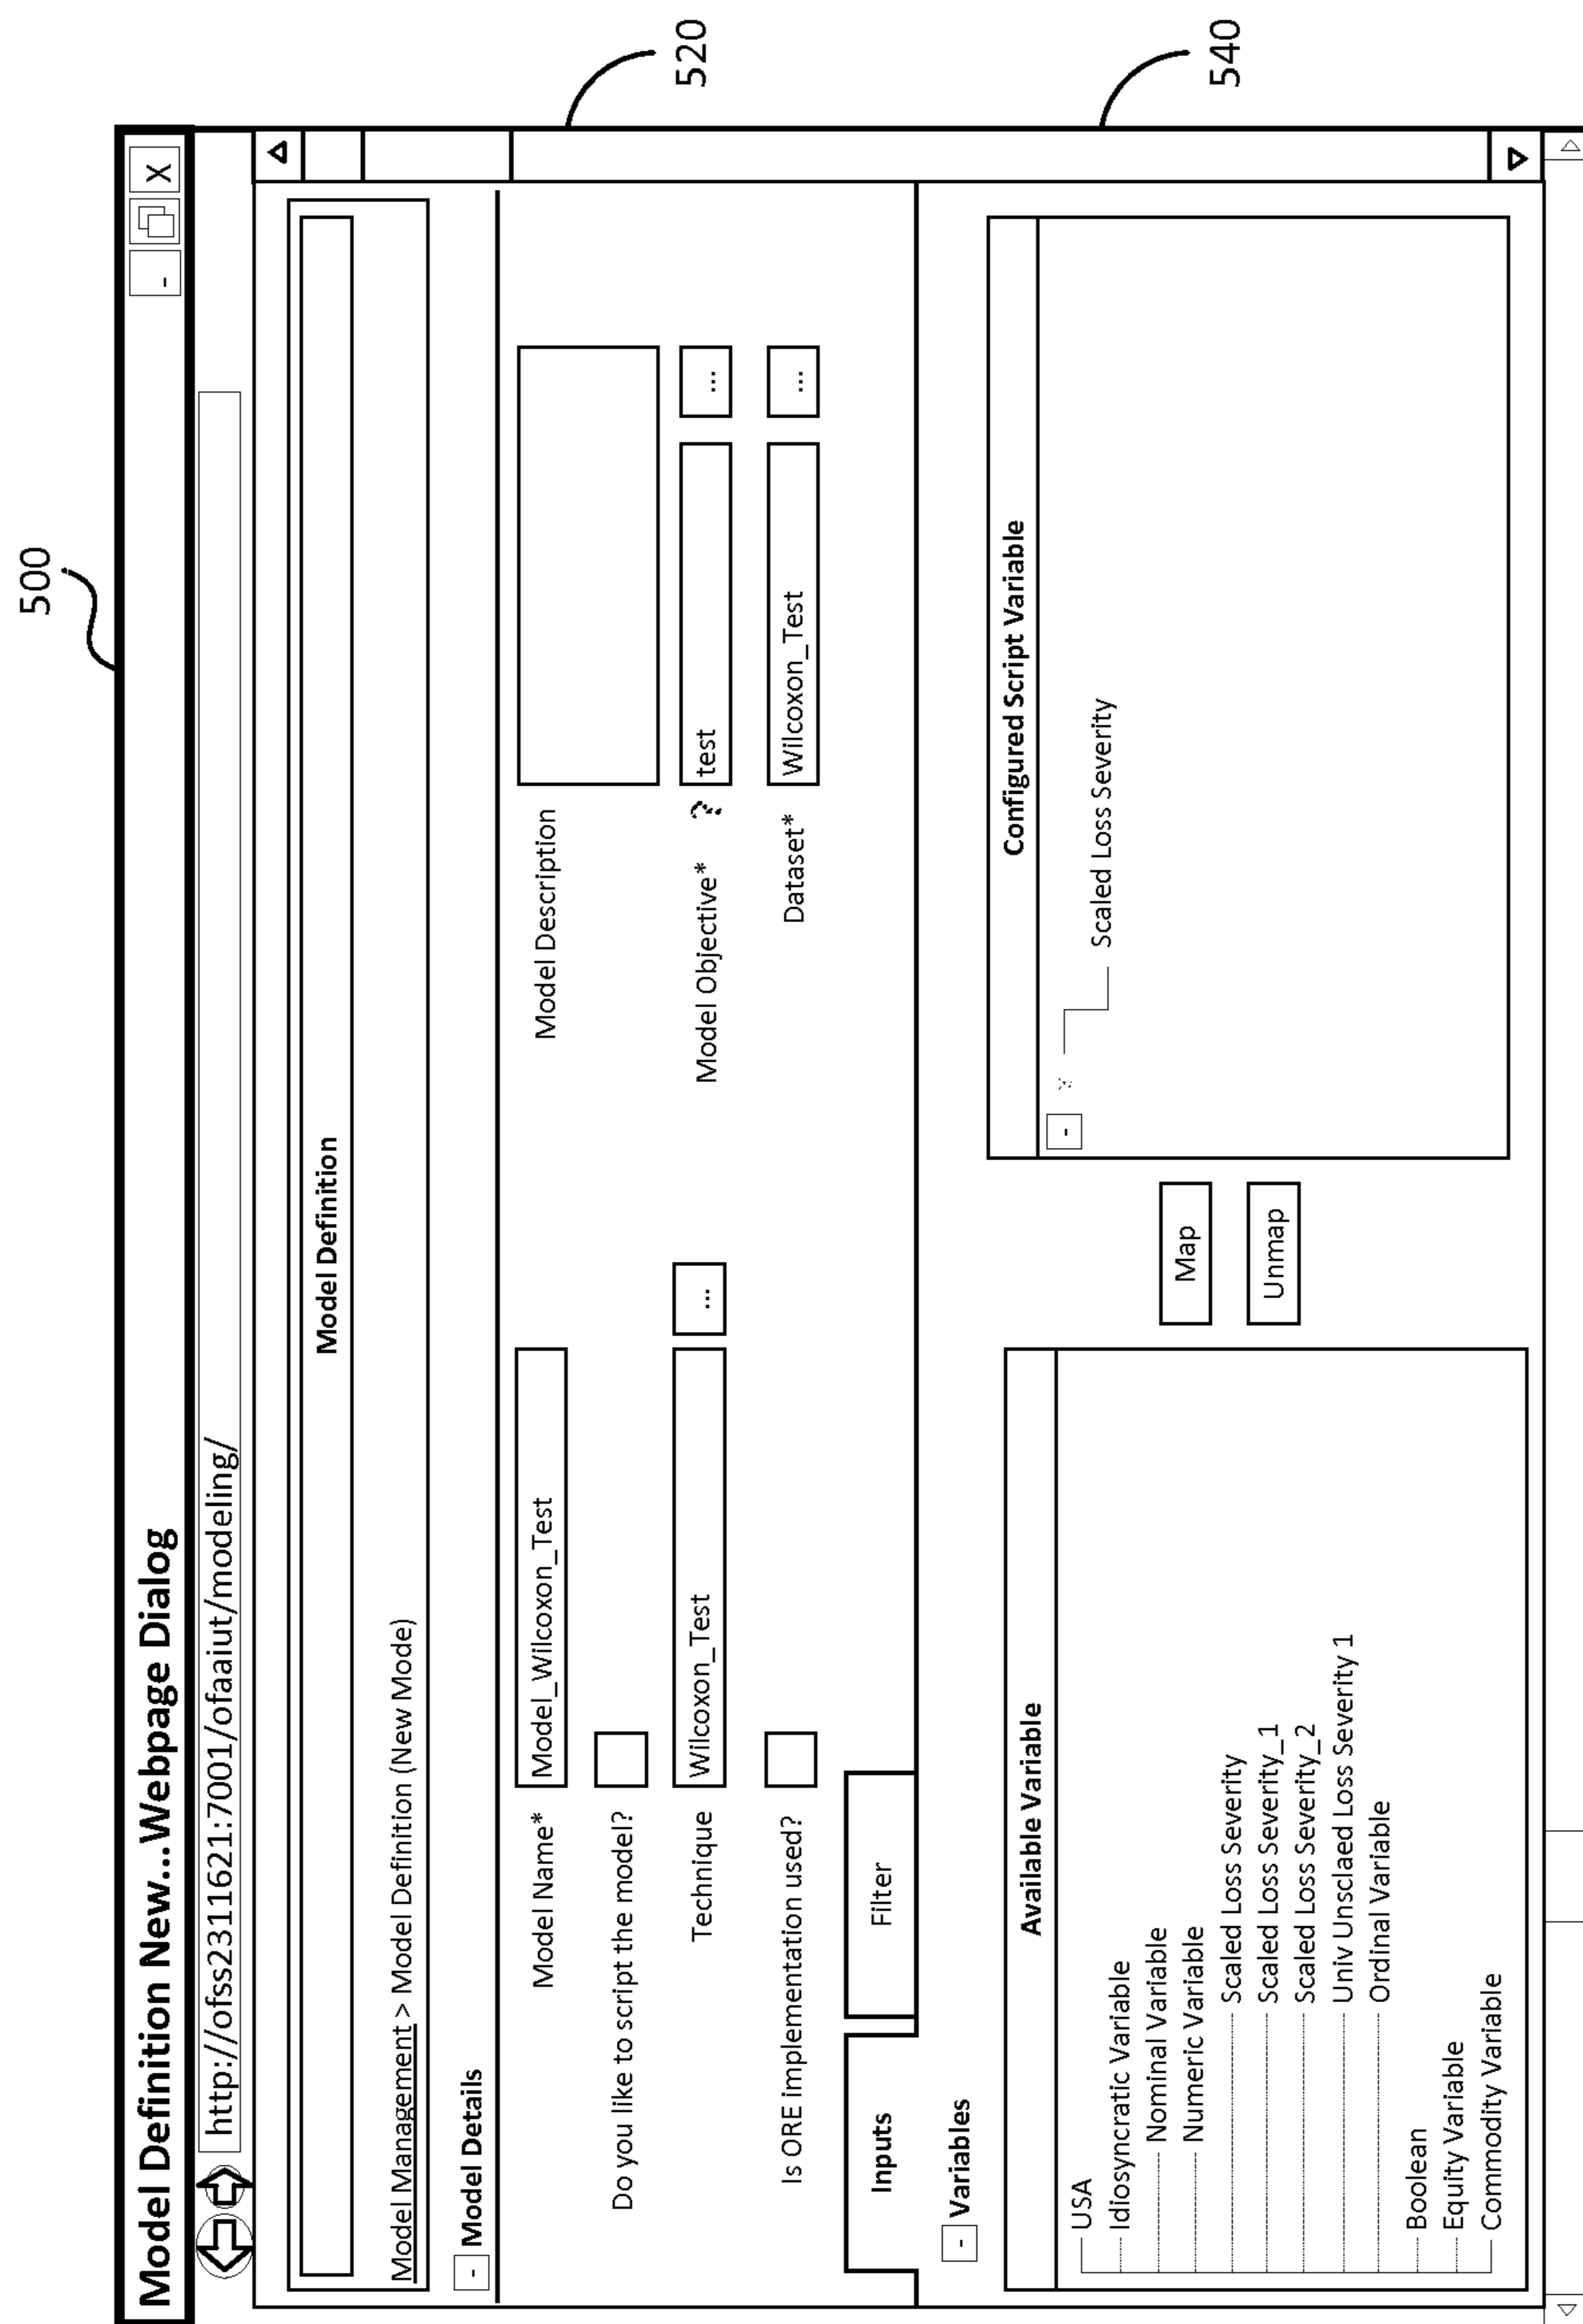 500
Model Definition New...Webpage Dialog
- X
http://ofss2311621:7001/ofaaiut/modeling/
Model Definition
Model Management > Model Definition (New Mode)
- Model Details
Model Name* Model_Wilcoxon_Test
Model Description
Do you like to script the model?
Technique Wilcoxon_Test ...
Model Objective* ? test ...
Is ORE implementation used?
Dataset* Wilcoxon_Test ...
520
Inputs Filter
- Variables
Available Variable
USA
Idiosyncratic Variable
Nominal Variable
Numeric Variable
Scaled Loss Severity
Scaled Loss Severity_1
Scaled Loss Severity_2
Univ Unsclaed Loss Severity 1
Ordinal Variable
Boolean
Equity Variable
Commodity Variable
Map
Unmap
Configured Script Variable
-
Scaled Loss Severity
540